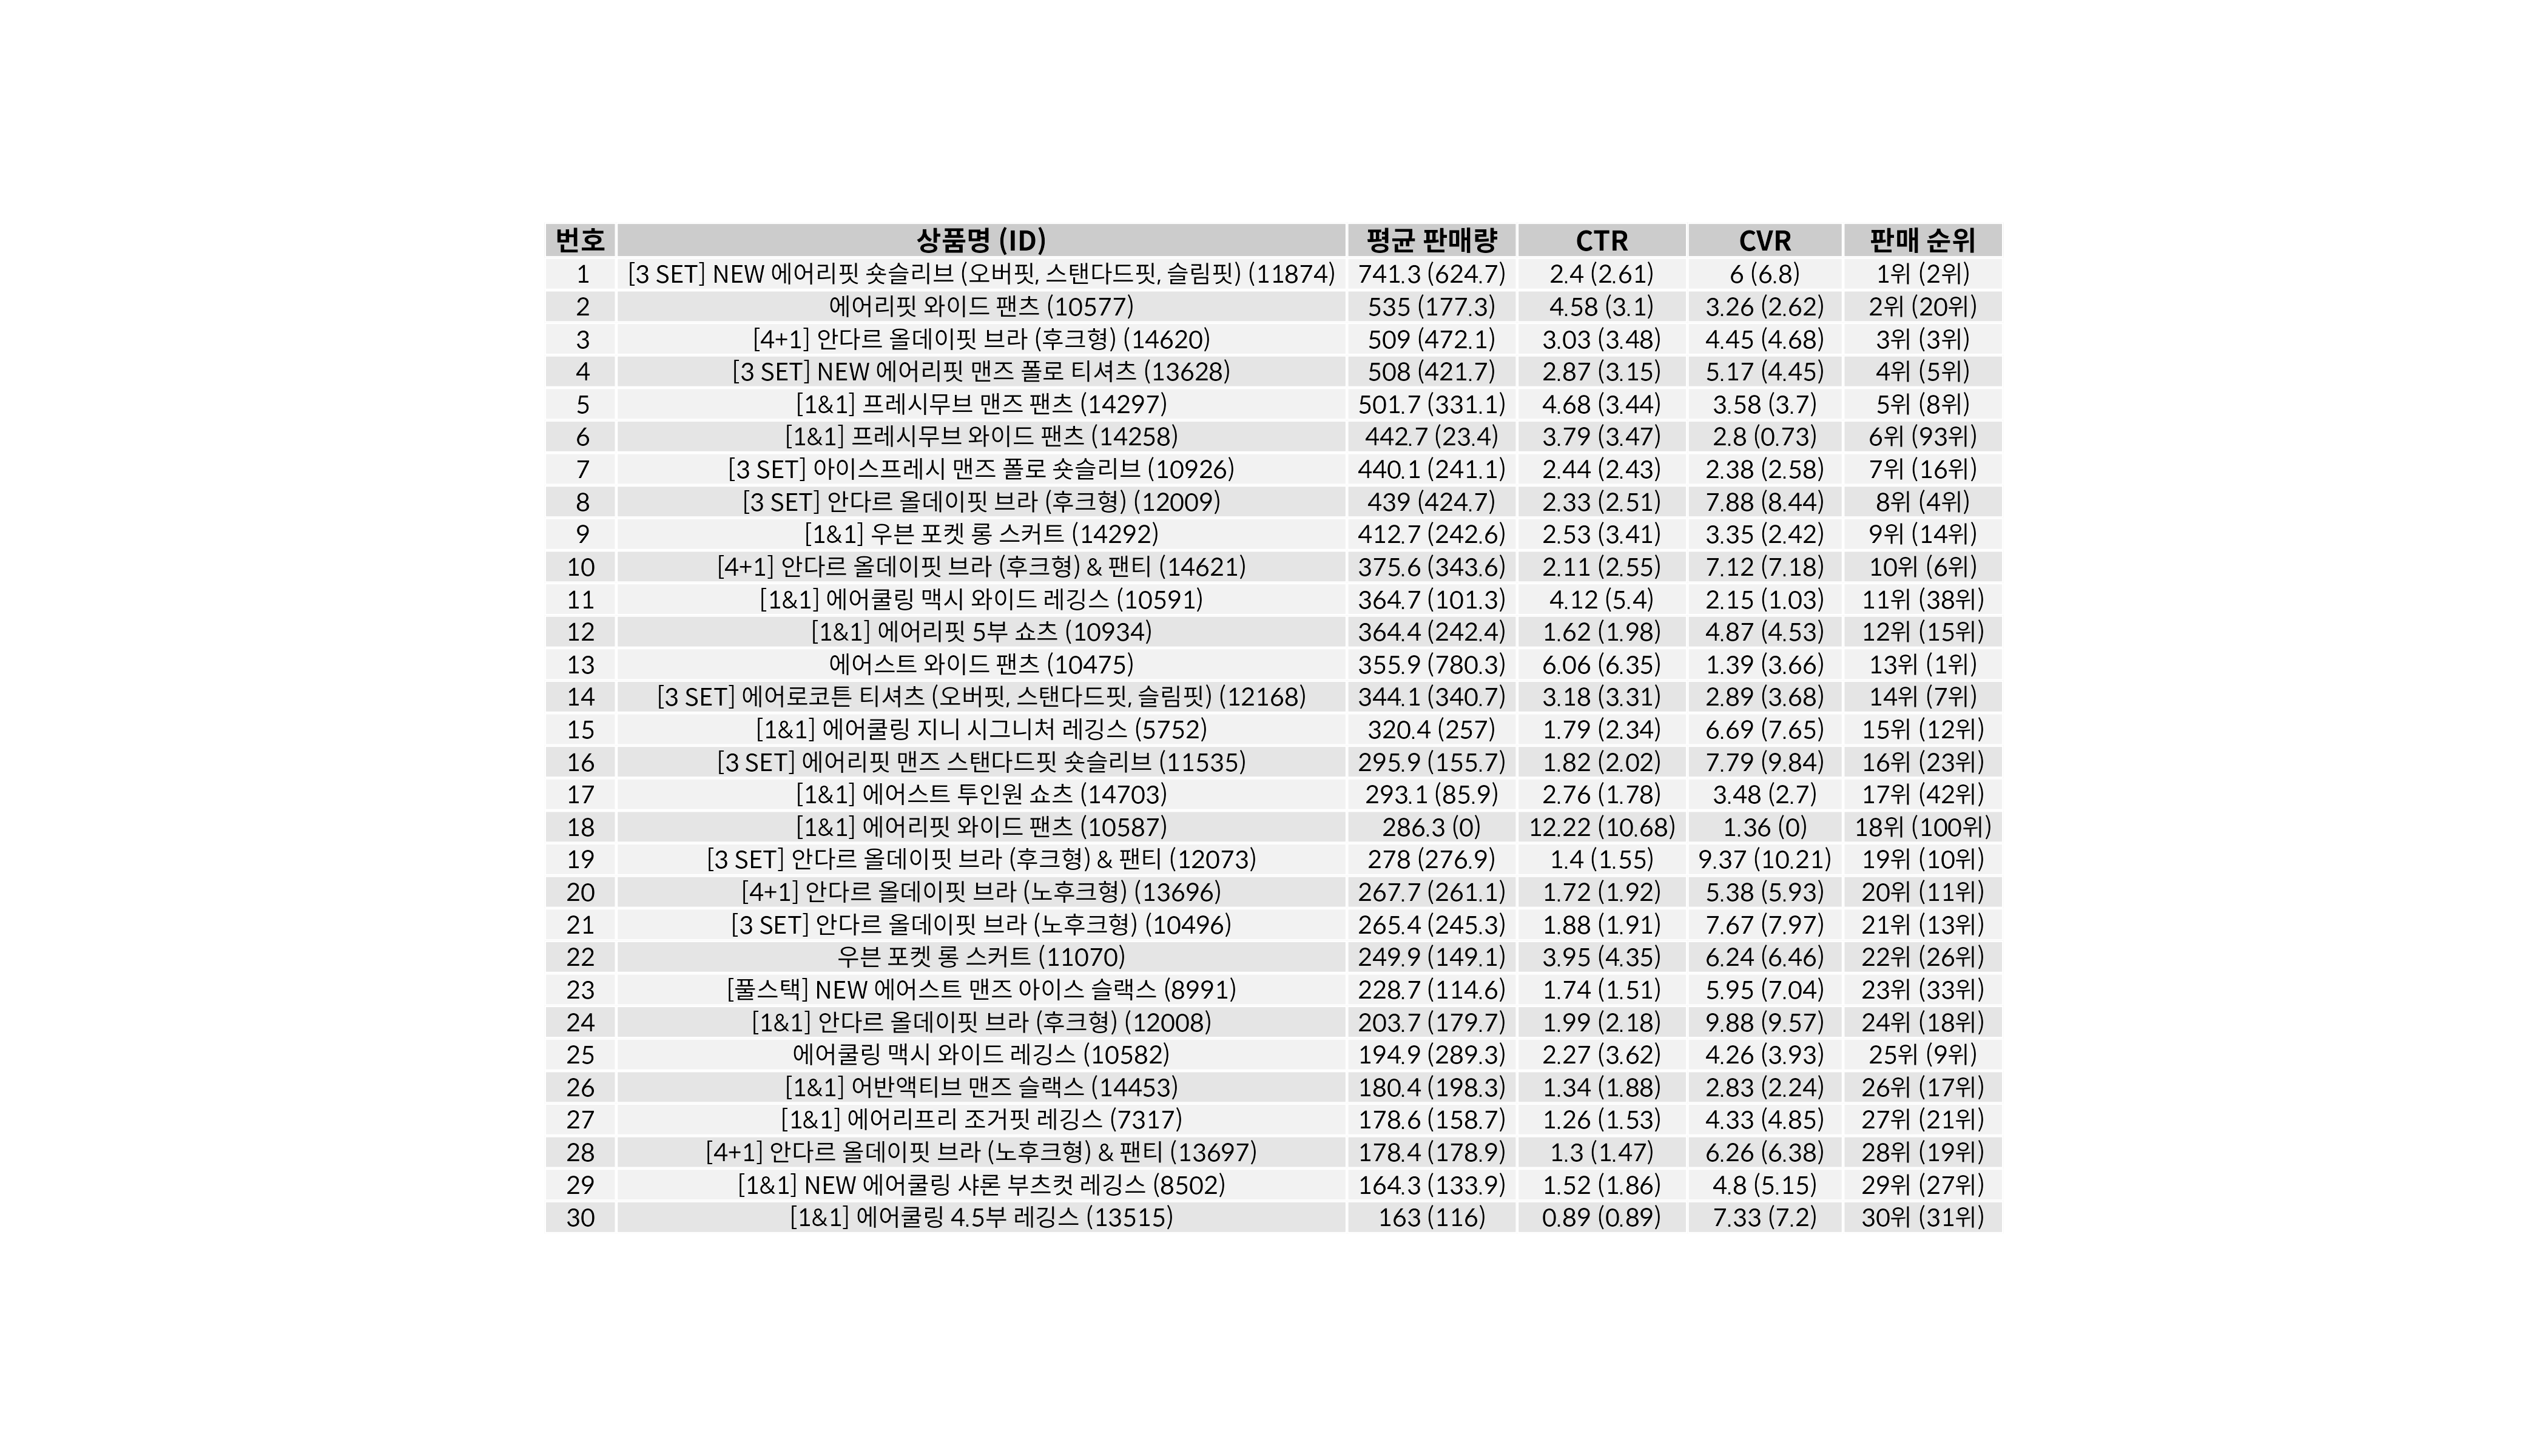 번호 상품명 (ID) 평균 판매량 CTR CVR 판매 순위
1 [3 SET] NEW 에어리핏 숏슬리브 (오버핏, 스탠다드핏, 슬림핏) (11874) 741.3 (624.7) 2.4 (2.61) 6 (6.8) 1위 (2위)
2 에어리핏 와이드 팬츠 (10577) 535 (177.3) 4.58 (3.1) 3.26 (2.62) 2위 (20위)
3 [4+1] 안다르 올데이핏 브라 (후크형) (14620) 509 (472.1) 3.03 (3.48) 4.45 (4.68) 3위 (3위)
4 [3 SET] NEW 에어리핏 맨즈 폴로 티셔츠 (13628) 508 (421.7) 2.87 (3.15) 5.17 (4.45) 4위 (5위)
5 [1&1] 프레시무브 맨즈 팬츠 (14297) 501.7 (331.1) 4.68 (3.44) 3.58 (3.7) 5위 (8위)
6 [1&1] 프레시무브 와이드 팬츠 (14258) 442.7 (23.4) 3.79 (3.47) 2.8 (0.73) 6위 (93위)
7 [3 SET] 아이스프레시 맨즈 폴로 숏슬리브 (10926) 440.1 (241.1) 2.44 (2.43) 2.38 (2.58) 7위 (16위)
8 [3 SET] 안다르 올데이핏 브라 (후크형) (12009) 439 (424.7) 2.33 (2.51) 7.88 (8.44) 8위 (4위)
9 [1&1] 우븐 포켓 롱 스커트 (14292) 412.7 (242.6) 2.53 (3.41) 3.35 (2.42) 9위 (14위)
10 [4+1] 안다르 올데이핏 브라 (후크형) & 팬티 (14621) 375.6 (343.6) 2.11 (2.55) 7.12 (7.18) 10위 (6위)
11 [1&1] 에어쿨링 맥시 와이드 레깅스 (10591) 364.7 (101.3) 4.12 (5.4) 2.15 (1.03) 11위 (38위)
12 [1&1] 에어리핏 5부 쇼츠 (10934) 364.4 (242.4) 1.62 (1.98) 4.87 (4.53) 12위 (15위)
13 에어스트 와이드 팬츠 (10475) 355.9 (780.3) 6.06 (6.35) 1.39 (3.66) 13위 (1위)
14 [3 SET] 에어로코튼 티셔츠 (오버핏, 스탠다드핏, 슬림핏) (12168) 344.1 (340.7) 3.18 (3.31) 2.89 (3.68) 14위 (7위)
15 [1&1] 에어쿨링 지니 시그니처 레깅스 (5752) 320.4 (257) 1.79 (2.34) 6.69 (7.65) 15위 (12위)
16 [3 SET] 에어리핏 맨즈 스탠다드핏 숏슬리브 (11535) 295.9 (155.7) 1.82 (2.02) 7.79 (9.84) 16위 (23위)
17 [1&1] 에어스트 투인원 쇼츠 (14703) 293.1 (85.9) 2.76 (1.78) 3.48 (2.7) 17위 (42위)
18 [1&1] 에어리핏 와이드 팬츠 (10587) 286.3 (0) 12.22 (10.68) 1.36 (0) 18위 (100위)
19 [3 SET] 안다르 올데이핏 브라 (후크형) & 팬티 (12073) 278 (276.9) 1.4 (1.55) 9.37 (10.21) 19위 (10위)
20 [4+1] 안다르 올데이핏 브라 (노후크형) (13696) 267.7 (261.1) 1.72 (1.92) 5.38 (5.93) 20위 (11위)
21 [3 SET] 안다르 올데이핏 브라 (노후크형) (10496) 265.4 (245.3) 1.88 (1.91) 7.67 (7.97) 21위 (13위)
22 우븐 포켓 롱 스커트 (11070) 249.9 (149.1) 3.95 (4.35) 6.24 (6.46) 22위 (26위)
23 [풀스택] NEW 에어스트 맨즈 아이스 슬랙스 (8991) 228.7 (114.6) 1.74 (1.51) 5.95 (7.04) 23위 (33위)
24 [1&1] 안다르 올데이핏 브라 (후크형) (12008) 203.7 (179.7) 1.99 (2.18) 9.88 (9.57) 24위 (18위)
25 에어쿨링 맥시 와이드 레깅스 (10582) 194.9 (289.3) 2.27 (3.62) 4.26 (3.93) 25위 (9위)
26 [1&1] 어반액티브 맨즈 슬랙스 (14453) 180.4 (198.3) 1.34 (1.88) 2.83 (2.24) 26위 (17위)
27 [1&1] 에어리프리 조거핏 레깅스 (7317) 178.6 (158.7) 1.26 (1.53) 4.33 (4.85) 27위 (21위)
28 [4+1] 안다르 올데이핏 브라 (노후크형) & 팬티 (13697) 178.4 (178.9) 1.3 (1.47) 6.26 (6.38) 28위 (19위)
29 [1&1] NEW 에어쿨링 샤론 부츠컷 레깅스 (8502) 164.3 (133.9) 1.52 (1.86) 4.8 (5.15) 29위 (27위)
30 [1&1] 에어쿨링 4.5부 레깅스 (13515) 163 (116) 0.89 (0.89) 7.33 (7.2) 30위 (31위)